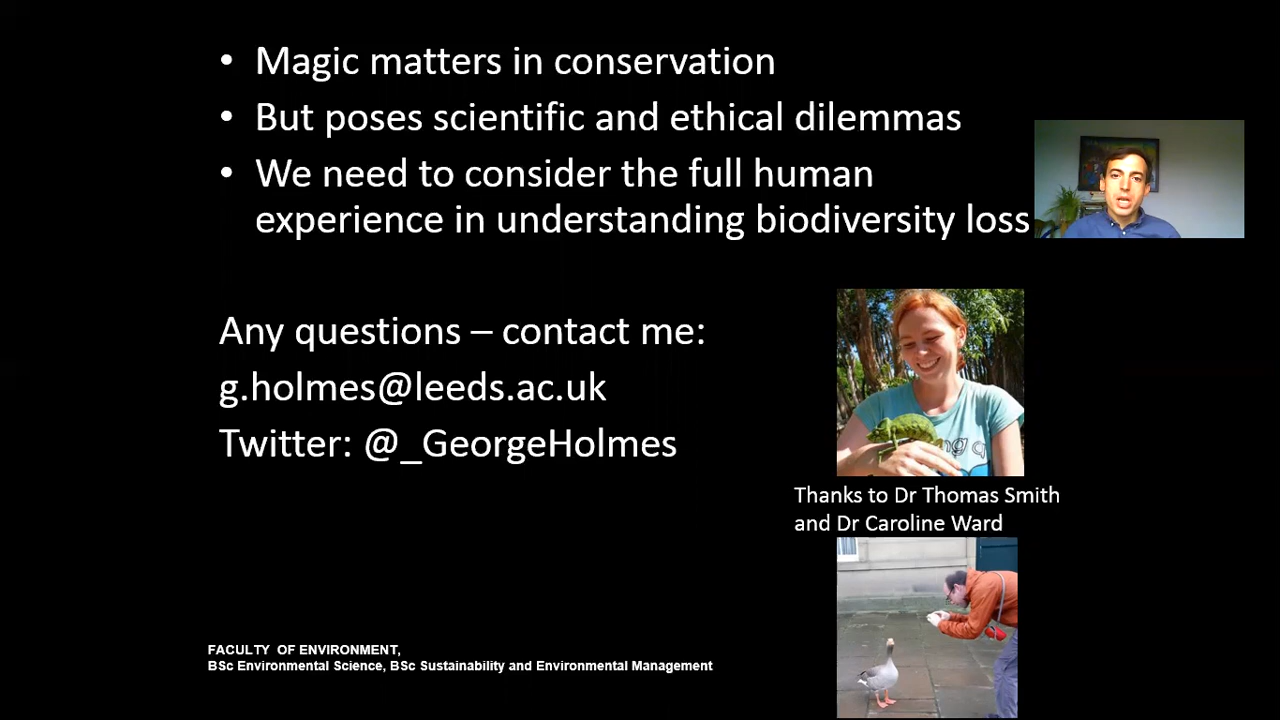 • Magic matters in conservation
• But poses scientific and ethical dilemmas
• We need to consider the full human
experience in understanding biodiversity loss
Any questions – contact me:
g.holmes@leeds.ac.uk
Twitter: @_GeorgeHolmes
Thanks to Dr Thomas Smith
and Dr Caroline Ward
FACULTY OF ENVIRONMENT,
BSc Environmental Science, BSc Sustainability and Environmental Management